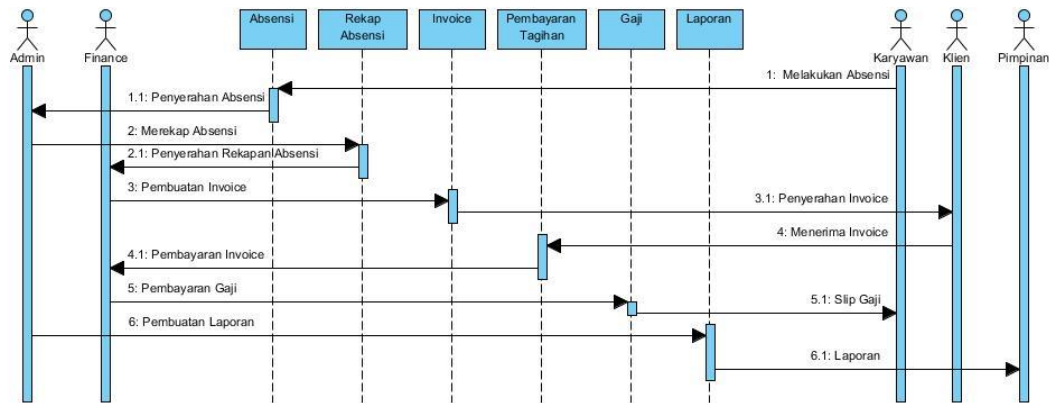 Absensi
Rekap
Absensi
Invoice
Pembayaran
Tagihan
Gaji
Laporan
Admin
Finance
Karyawan
Klien
Pimpinan
1: Melakukan Absensi
1.1: Penyerahan Absensi
2: Merekap Absensi
2.1: Penyerahan Rekapan Absensi
3: Pembuatan Invoice
3.1: Penyerahan Invoice
4: Menerima Invoice
4.1: Pembayaran Invoice
5: Pembayaran Gaji
5.1: Slip Gaji
6: Pembuatan Laporan
6.1: Laporan